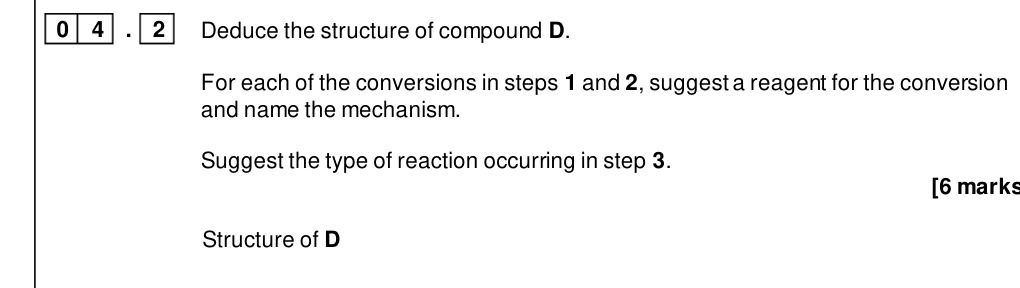 0 4 . 2 Deduce the structure of compound D.
For each of the conversions in steps 1 and 2, suggest a reagent for the conversion
and name the mechanism.
Suggest the type of reaction occurring in step 3.
[6 marks
Structure of D